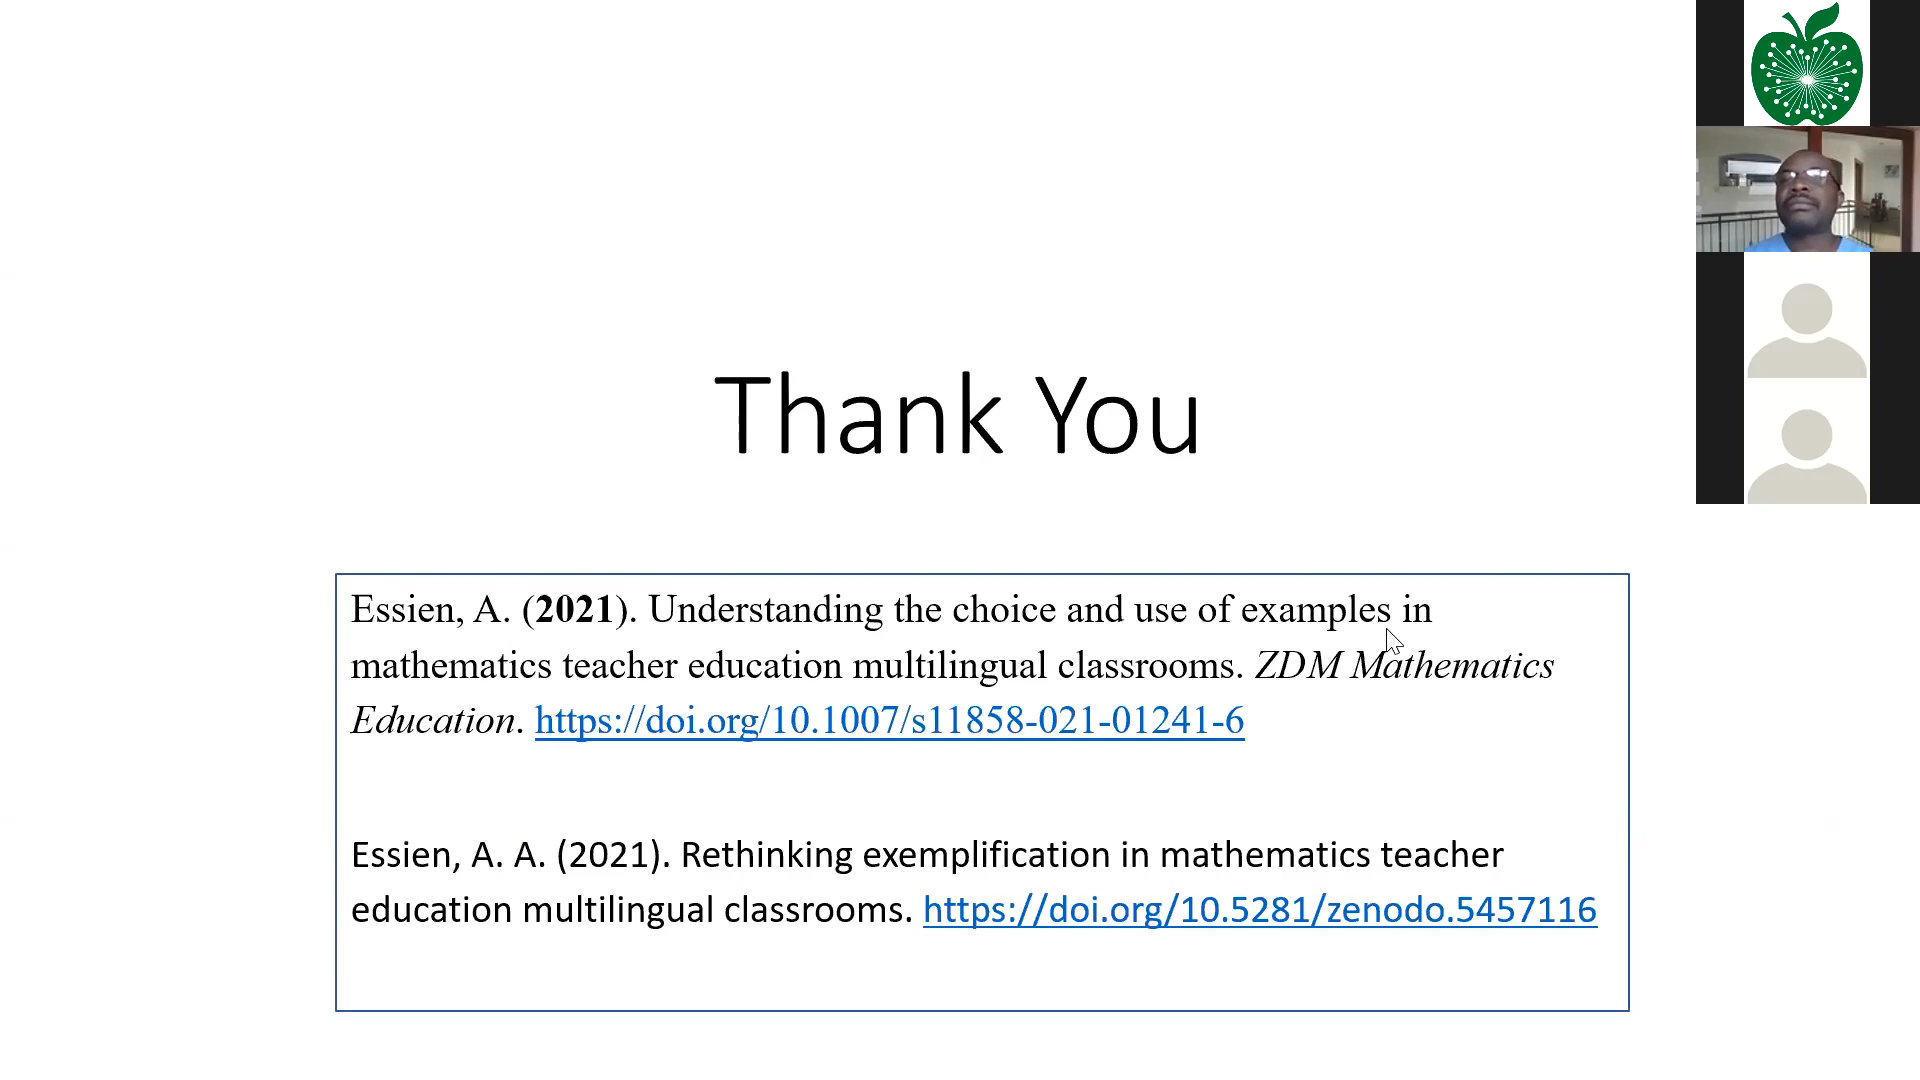 Thank You
Essien, A. (2021). Understanding the choice and use of examples in
mathematics teacher education multilingual classrooms. ZDM Mathematics
Education. https://doi.org/10.1007/s11858-021-01241-6
Essien, A. A. (2021). Rethinking exemplification in mathematics teacher
education multilingual classrooms. https://doi.org/10.5281/zenodo.5457116